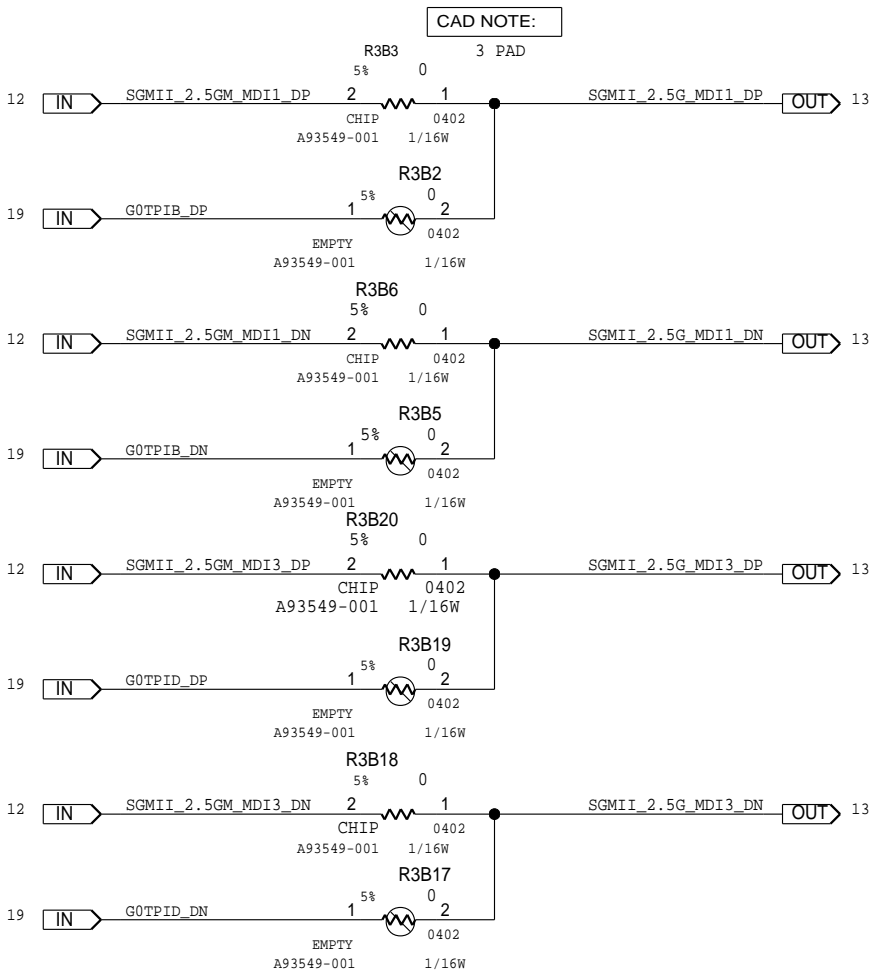 CAD NOTE:
R3B3 3 PAD
5% 0
12 IN SGMII_2.5GM_MDI1_DP 2 1 SGMII_2.5G_MDI1_DP OUT 13
CHIP 0402
A93549-001 1/16W
R3B2
5% 0
19 IN G0TPIB_DP 1 2
0402
EMPTY
A93549-001 1/16W
R3B6
5% 0
12 IN SGMII_2.5GM_MDI1_DN 2 1 SGMII_2.5G_MDI1_DN OUT 13
CHIP 0402
A93549-001 1/16W
R3B5
5% 0
19 IN G0TPIB_DN 1 2
0402
EMPTY
A93549-001 1/16W
R3B20
5% 0
12 IN SGMII_2.5GM_MDI3_DP 2 1 SGMII_2.5G_MDI3_DP OUT 13
CHIP 0402
A93549-001 1/16W
R3B19
5% 0
19 IN G0TPID_DP 1 2
0402
EMPTY
A93549-001 1/16W
R3B18
5% 0
12 IN SGMII_2.5GM_MDI3_DN 2 1 SGMII_2.5G_MDI3_DN OUT 13
CHIP 0402
A93549-001 1/16W
R3B17
5% 0
19 IN G0TPID_DN 1 2
0402
EMPTY
A93549-001 1/16W